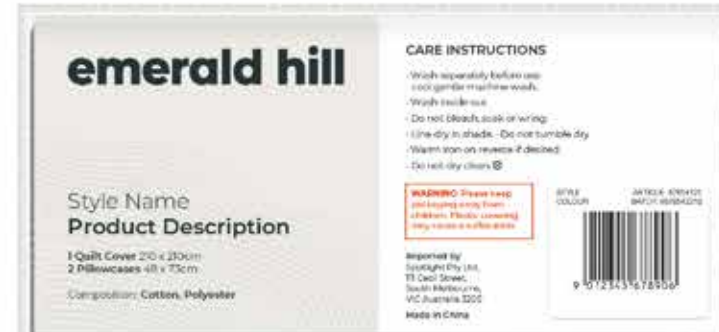 emerald hill
Style Name
Product Description
1 Quilt Cover 210 x 210cm
2 Pillowcases 48 x 73cm
Composition: Cotton, Polyester
CARE INSTRUCTIONS
- Wash separately before use
cool gentle machine wash.
- Wash inside out
- Do not bleach, soak or wring
- Line dry in shade. - Do not tumble dry
- Warm iron on reverse if desired
- Do not dry clean
WARNING: Please keep
packaging away from
children. Plastic covering
may cause suffocation.
Imported by
Spotlight Pty Ltd,
111 Cecil Street,
South Melbourne,
VIC Australia 3205
Made in China
STYLE
COLOUR
ARTICLE
BATCH
9 012343 678906